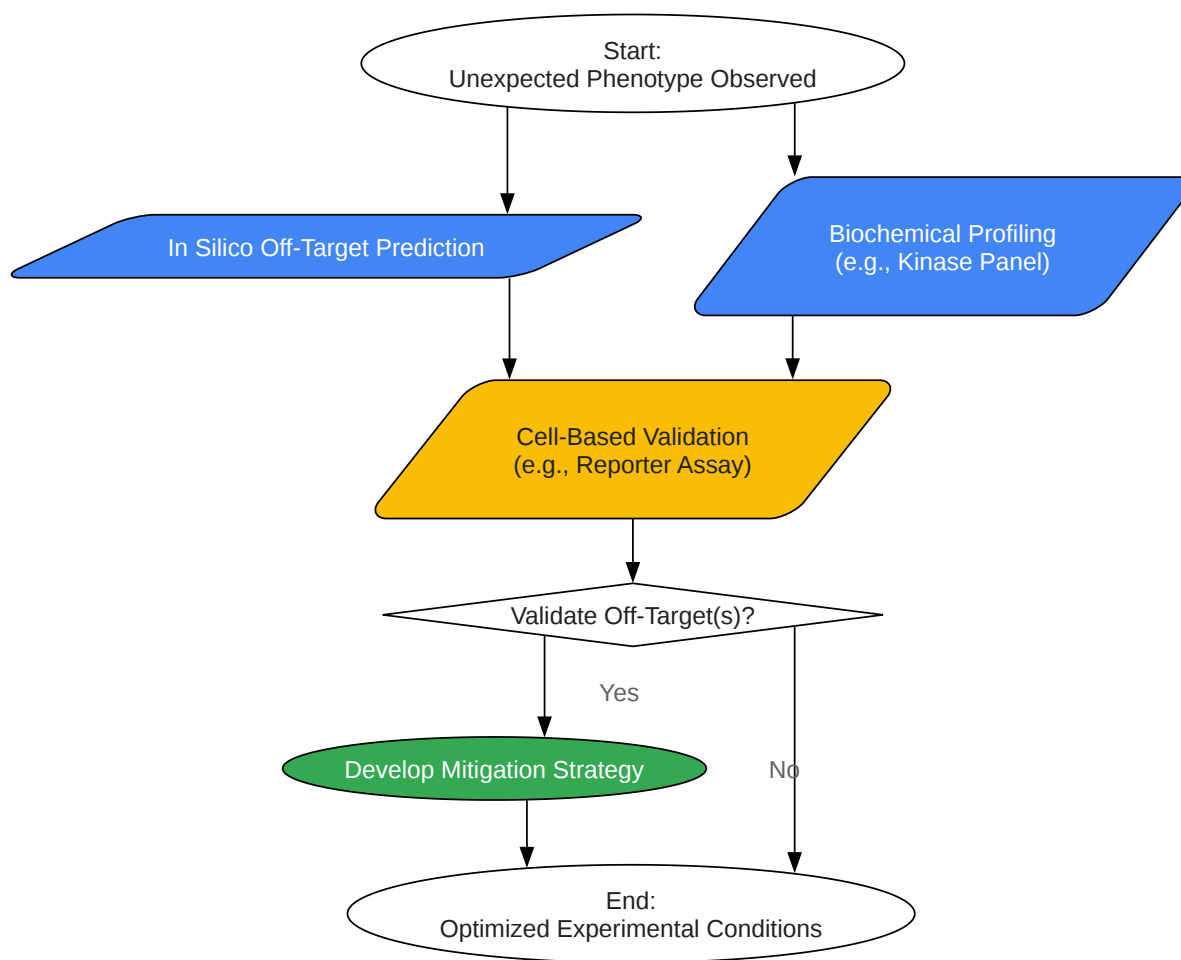 Start:
Unexpected Phenotype Observed
In Silico Off-Target Prediction
Biochemical Profiling
(e.g., Kinase Panel)
Cell-Based Validation
(e.g., Reporter Assay)
Validate Off-Target(s)?
Yes
Develop Mitigation Strategy
No
End:
Optimized Experimental Conditions